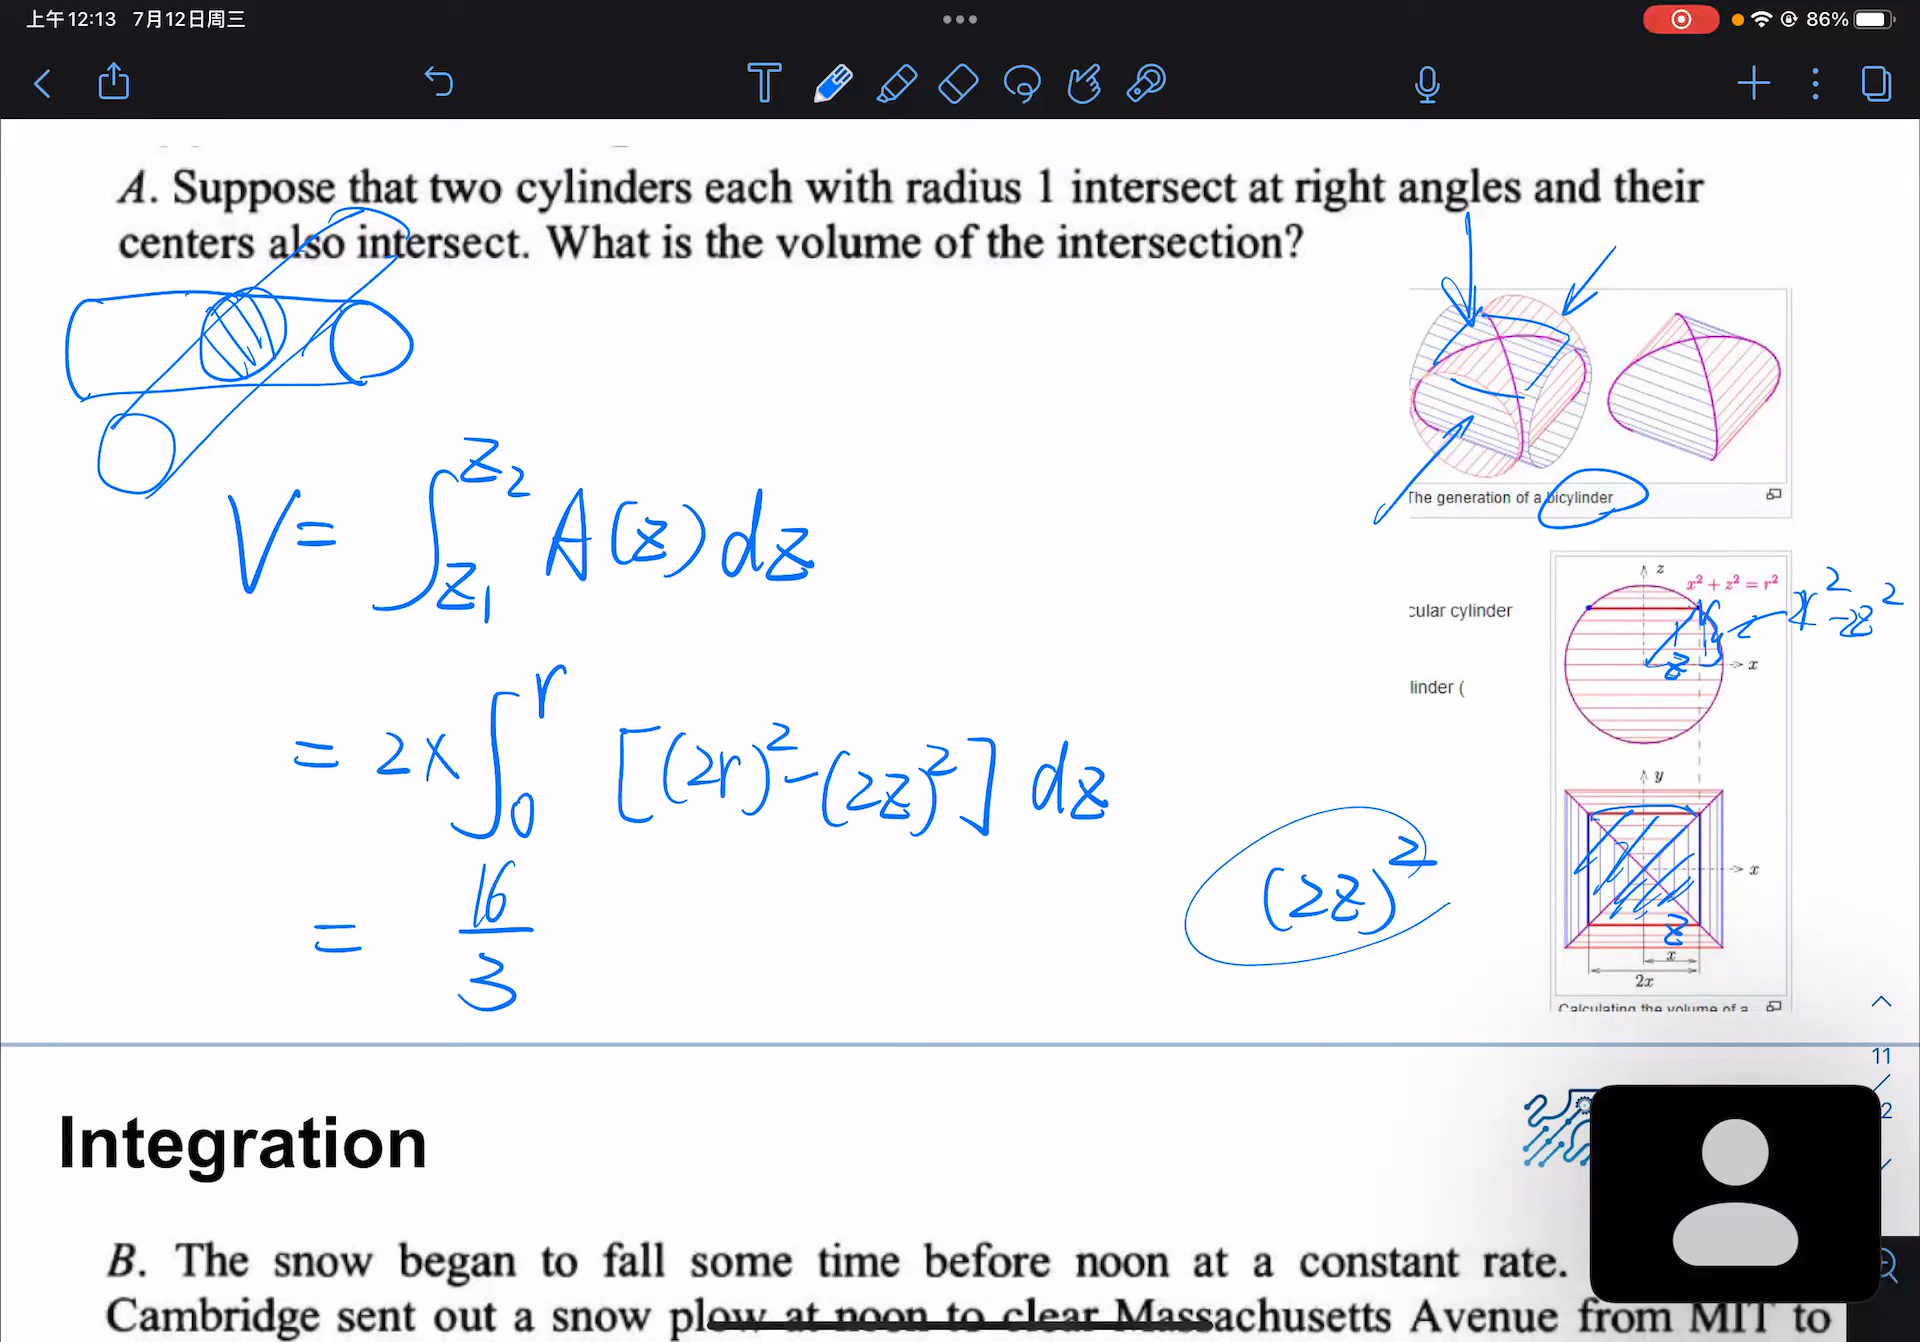 上午12:13 7月12日周三
86%
A. Suppose that two cylinders each with radius 1 intersect at right angles and their
centers also intersect. What is the volume of the intersection?
The generation of a bicylinder
V = ∫_{z1}^{z2} A(z) dz
z
x² + z² = r²
cular cylinder
z
x
linder (
= 2× ∫_0^r [(2r)² - (2z)²] dz
y
x
(2z)²
z
x
2x
= 16/3
Calculating the volume of a
11
2
Integration
B. The snow began to fall some time before noon at a constant rate.
Cambridge sent out a snow plow at noon to clear Massachusetts Avenue from MIT to